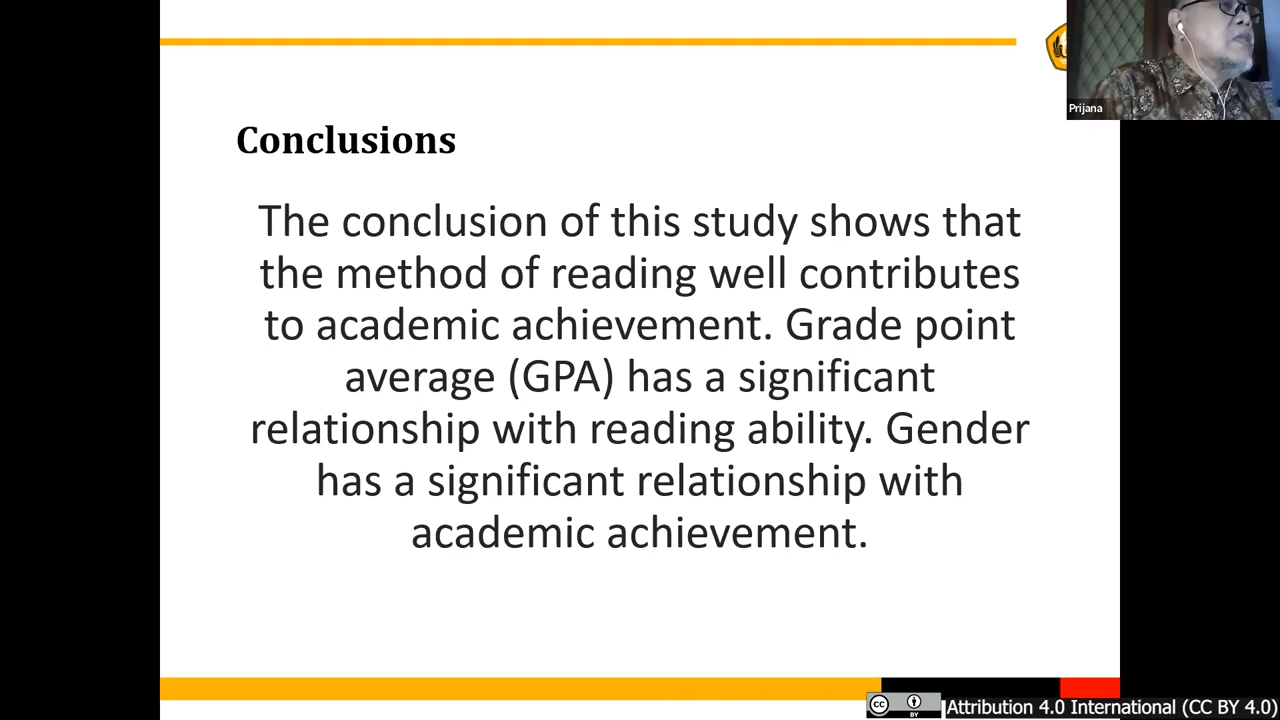 Prijana
Conclusions
The conclusion of this study shows that
the method of reading well contributes
to academic achievement. Grade point
average (GPA) has a significant
relationship with reading ability. Gender
has a significant relationship with
academic achievement.
cc
BY
Attribution 4.0 International (CC BY 4.0)